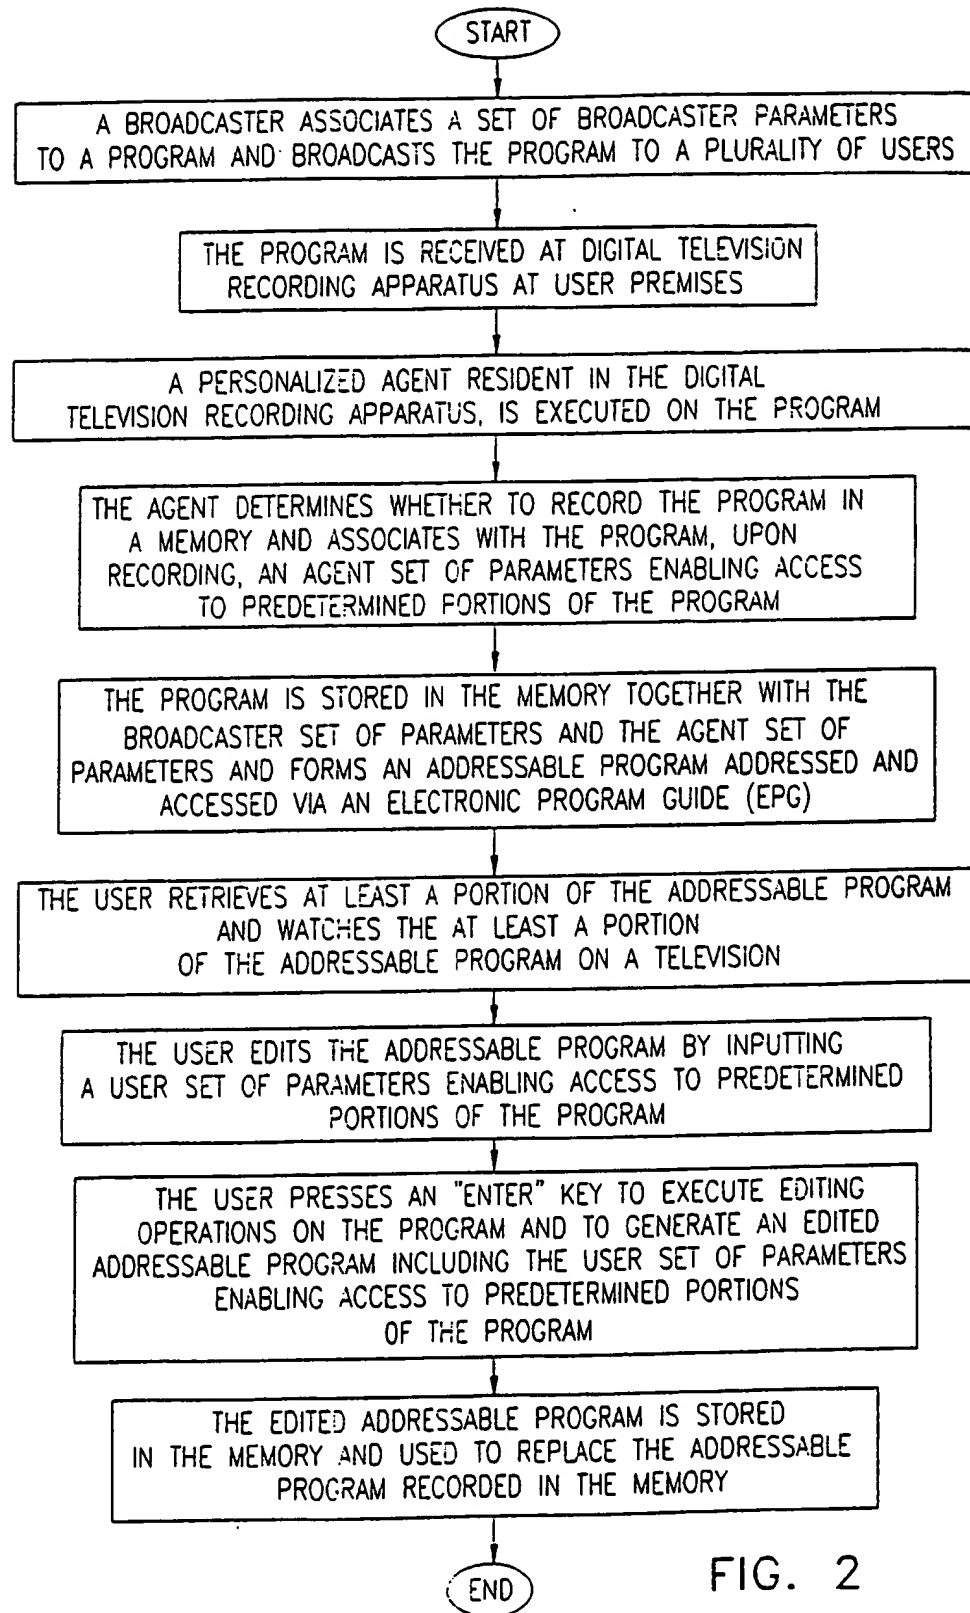 START
A BROADCASTER ASSOCIATES A SET OF BROADCASTER PARAMETERS
TO A PROGRAM AND BROADCASTS THE PROGRAM TO A PLURALITY OF USERS
THE PROGRAM IS RECEIVED AT DIGITAL TELEVISION
RECORDING APPARATUS AT USER PREMISES
A PERSONALIZED AGENT RESIDENT IN THE DIGITAL
TELEVISION RECORDING APPARATUS, IS EXECUTED ON THE PROGRAM
THE AGENT DETERMINES WHETHER TO RECORD THE PROGRAM IN
A MEMORY AND ASSOCIATES WITH THE PROGRAM, UPON
RECORDING, AN AGENT SET OF PARAMETERS ENABLING ACCESS
TO PREDETERMINED PORTIONS OF THE PROGRAM
THE PROGRAM IS STORED IN THE MEMORY TOGETHER WITH THE
BROADCASTER SET OF PARAMETERS AND THE AGENT SET OF
PARAMETERS AND FORMS AN ADDRESSABLE PROGRAM ADDRESSED AND
ACCESSED VIA AN ELECTRONIC PROGRAM GUIDE (EPG)
THE USER RETRIEVES AT LEAST A PORTION OF THE ADDRESSABLE PROGRAM
AND WATCHES THE AT LEAST A PORTION
OF THE ADDRESSABLE PROGRAM ON A TELEVISION
THE USER EDITS THE ADDRESSABLE PROGRAM BY INPUTTING
A USER SET OF PARAMETERS ENABLING ACCESS TO PREDETERMINED
PORTIONS OF THE PROGRAM
THE USER PRESSES AN "ENTER" KEY TO EXECUTE EDITING
OPERATIONS ON THE PROGRAM AND TO GENERATE AN EDITED
ADDRESSABLE PROGRAM INCLUDING THE USER SET OF PARAMETERS
ENABLING ACCESS TO PREDETERMINED PORTIONS
OF THE PROGRAM
THE EDITED ADDRESSABLE PROGRAM IS STORED
IN THE MEMORY AND USED TO REPLACE THE ADDRESSABLE
PROGRAM RECORDED IN THE MEMORY
END
FIG. 2